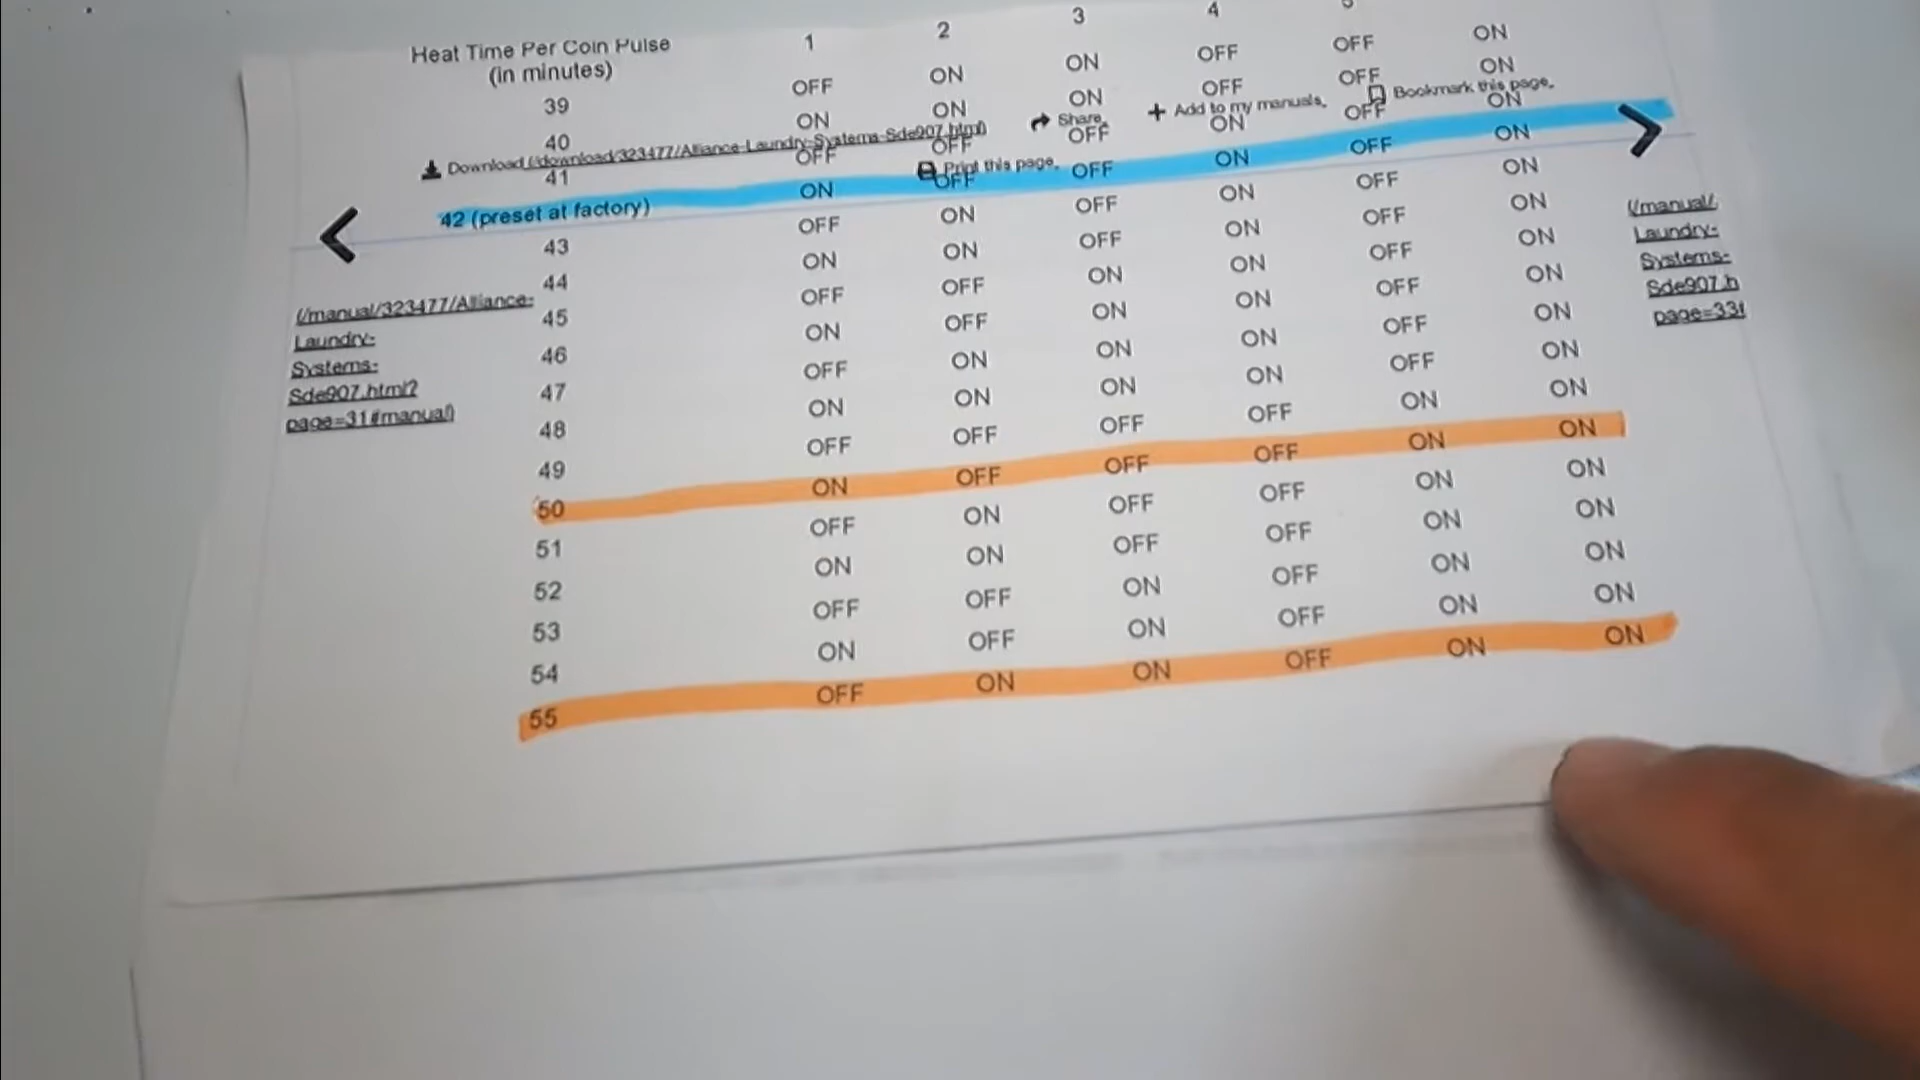 Heat Time Per Coin Pulse 1 2 3 4
(in minutes)
39 OFF ON ON OFF OFF ON
40 ON ON ON OFF OFF ON
Download (/download/323477/Alliance-Laundry-Systems-Sde907.html)
Share.
Add to my manuals.
Bookmark this page.
Print this page.
41 OFF OFF OFF ON OFF ON
42 (preset at factory) ON OFF OFF ON OFF ON
43 OFF ON OFF ON OFF ON
44 ON ON OFF ON OFF ON
45 OFF OFF ON ON OFF ON
46 ON OFF ON ON OFF ON
47 OFF ON ON ON OFF ON
48 ON ON ON ON OFF ON
49 OFF OFF OFF OFF ON ON
50 ON OFF OFF OFF ON ON
51 OFF ON OFF OFF ON ON
52 ON ON OFF OFF ON ON
53 OFF OFF ON OFF ON ON
54 ON OFF ON OFF ON ON
55 OFF ON ON OFF ON ON
(/manual/323477/Alliance-
Laundry-
Systems-
Sde907.html?
page=31#manual)
(/manual/
Laundry-
Systems-
Sde907.h
page=33#